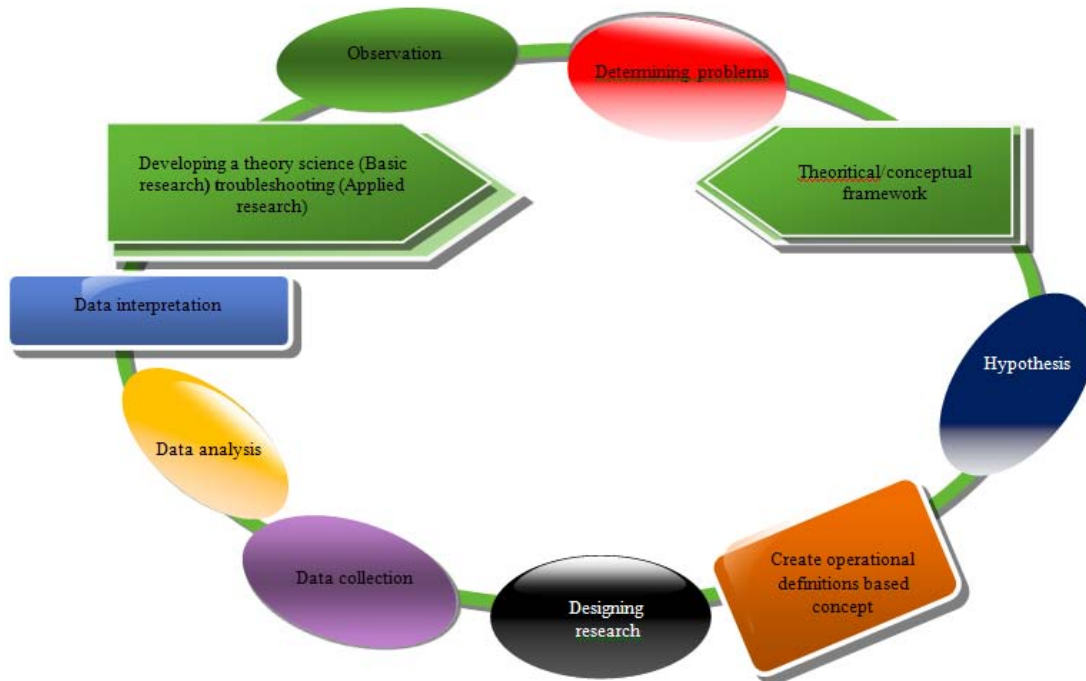 Observation
Determining problems
Theoritical/conceptual
framework
Hypothesis
Create operational
definitions based
concept
Designing
research
Data collection
Data analysis
Data interpretation
Developing a theory science (Basic
research) troubleshooting (Applied
research)